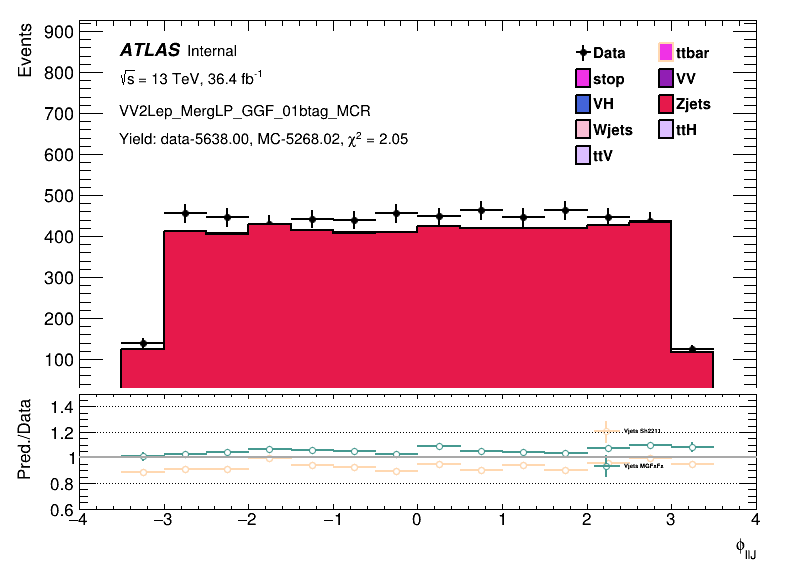 Events
900
800
700
600
500
400
300
200
100
ATLAS Internal
√s = 13 TeV, 36.4 fb⁻¹
VV2Lep_MergLP_GGF_01btag_MCR
Yield: data-5638.00, MC-5268.02, χ² = 2.05
Data ttbar
stop VV
VH Zjets
Wjets ttH
ttV
Pred./Data
1.4
1.2
1
0.8
0.6
Vjets Sh2211
Vjets MGFxFx
−4 −3 −2 −1 0 1 2 3 4
ϕllJ